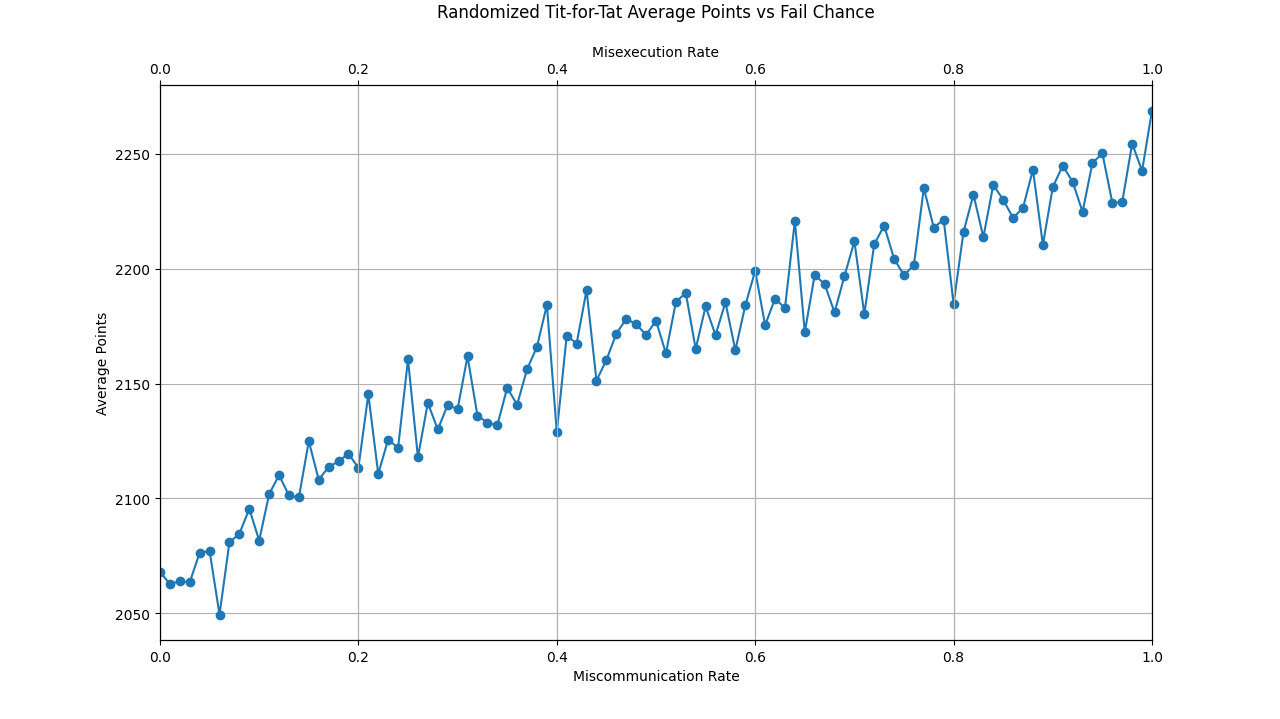 Randomized Tit-for-Tat Average Points vs Fail Chance
Misexecution Rate
0.0 0.2 0.4 0.6 0.8 1.0
2250
2200
2150
2100
2050
Average Points
0.0 0.2 0.4 0.6 0.8 1.0
Miscommunication Rate